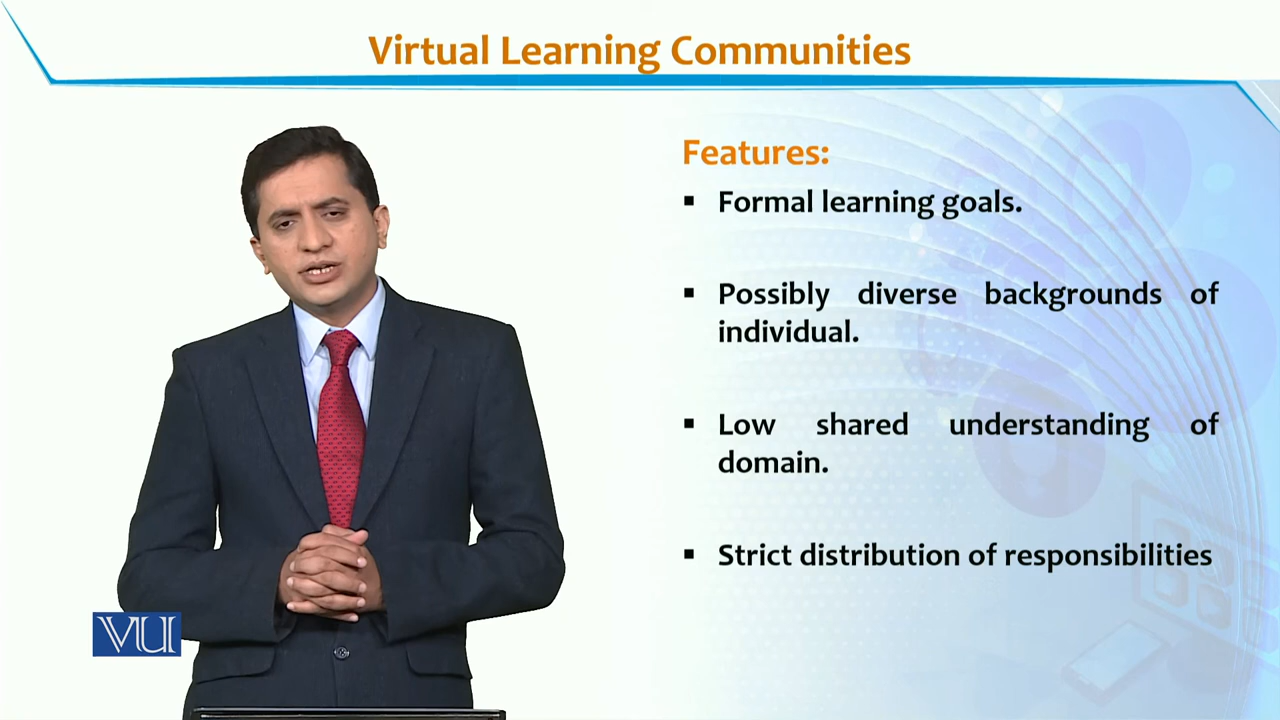 Virtual Learning Communities
Features:
▪ Formal learning goals.
▪ Possibly diverse backgrounds of
individual.
▪ Low shared understanding of
domain.
▪ Strict distribution of responsibilities
VU